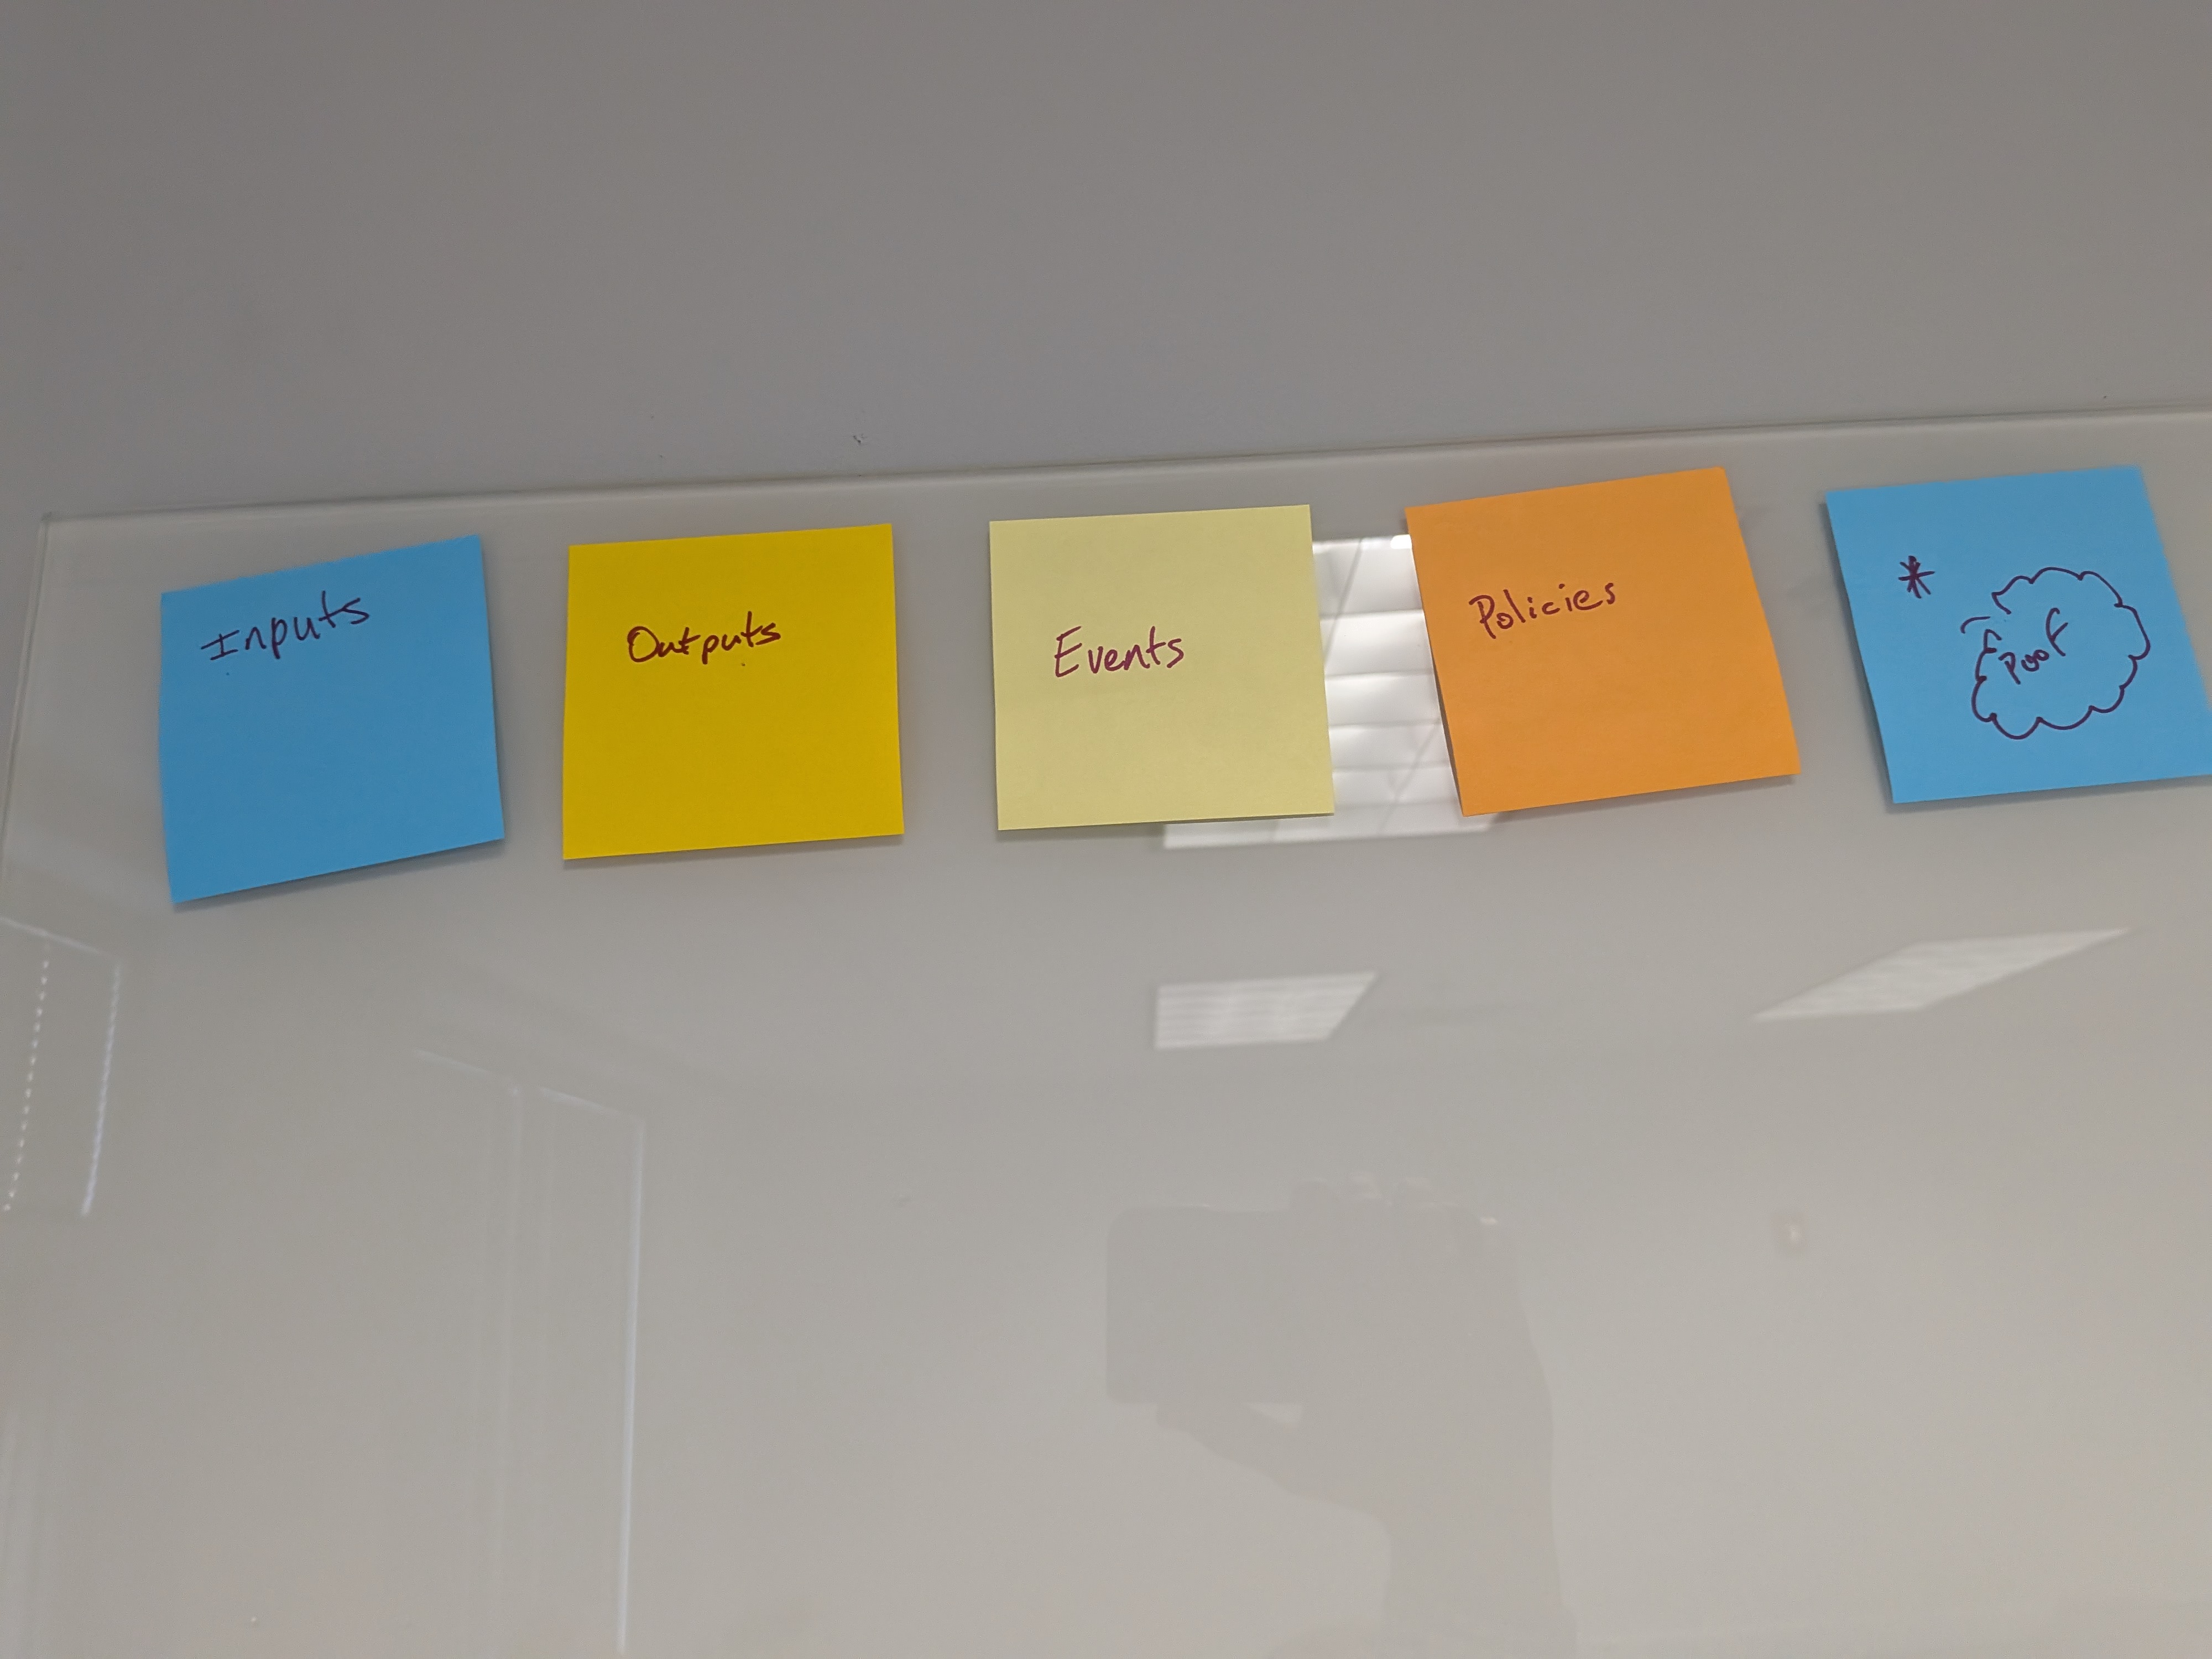 Inputs
Outputs
Events
Policies
*
Poof